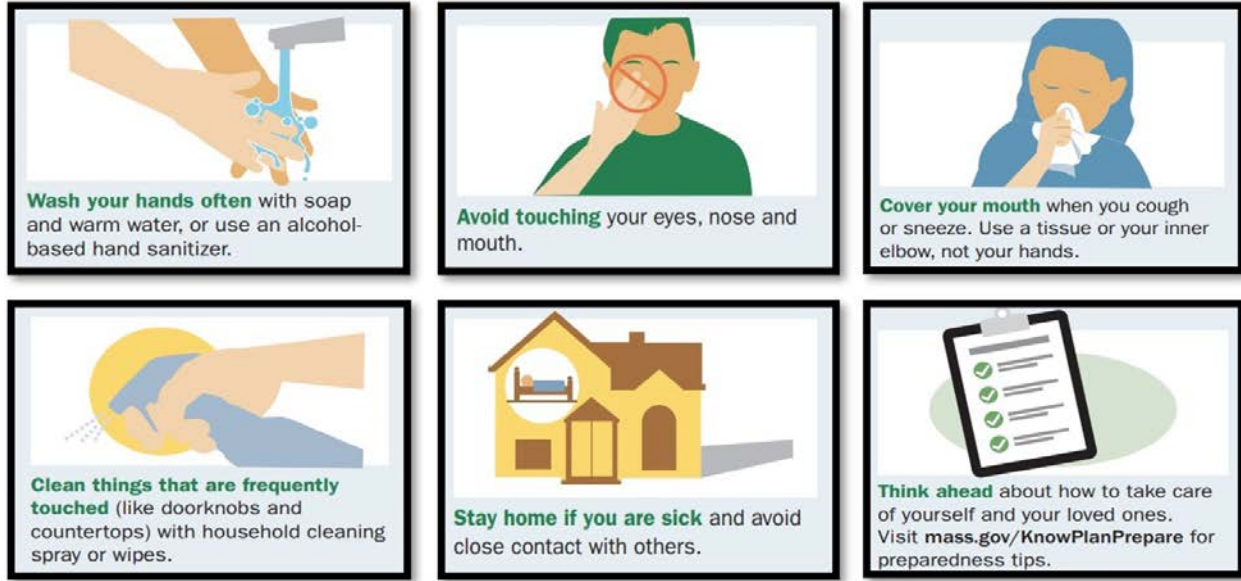 Wash your hands often with soap
and warm water, or use an alcohol-
based hand sanitizer.
Avoid touching your eyes, nose and
mouth.
Cover your mouth when you cough
or sneeze. Use a tissue or your inner
elbow, not your hands.
Clean things that are frequently
touched (like doorknobs and
countertops) with household cleaning
spray or wipes.
Stay home if you are sick and avoid
close contact with others.
Think ahead about how to take care
of yourself and your loved ones.
Visit mass.gov/KnowPlanPrepare for
preparedness tips.